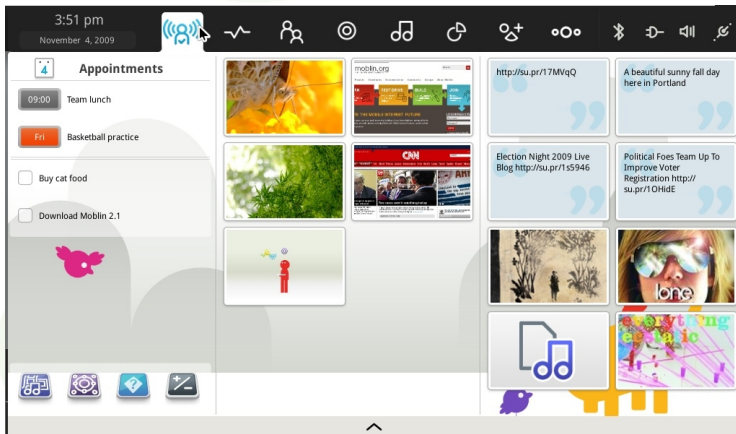 3:51 pm
November 4, 2009
4
Appointments
09:00 Team lunch
Fri Basketball practice
Buy cat food
Download Moblin 2.1
moblin.org
CNN
http://su.pr/17MVqQ
A beautiful sunny fall day
here in Portland
Election Night 2009 Live
Blog http://su.pr/1s5946
Political Foes Team Up To
Improve Voter
Registration http://
su.pr/1OHidE
long
everything
ecstatic